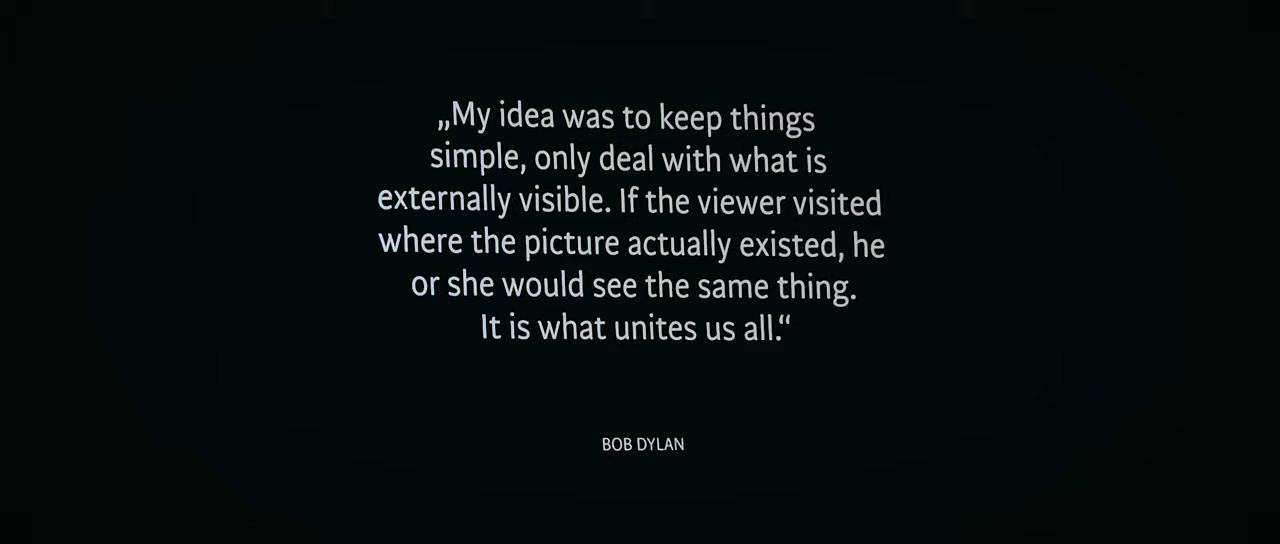 „My idea was to keep things
simple, only deal with what is
externally visible. If the viewer visited
where the picture actually existed, he
or she would see the same thing.
It is what unites us all.“
BOB DYLAN